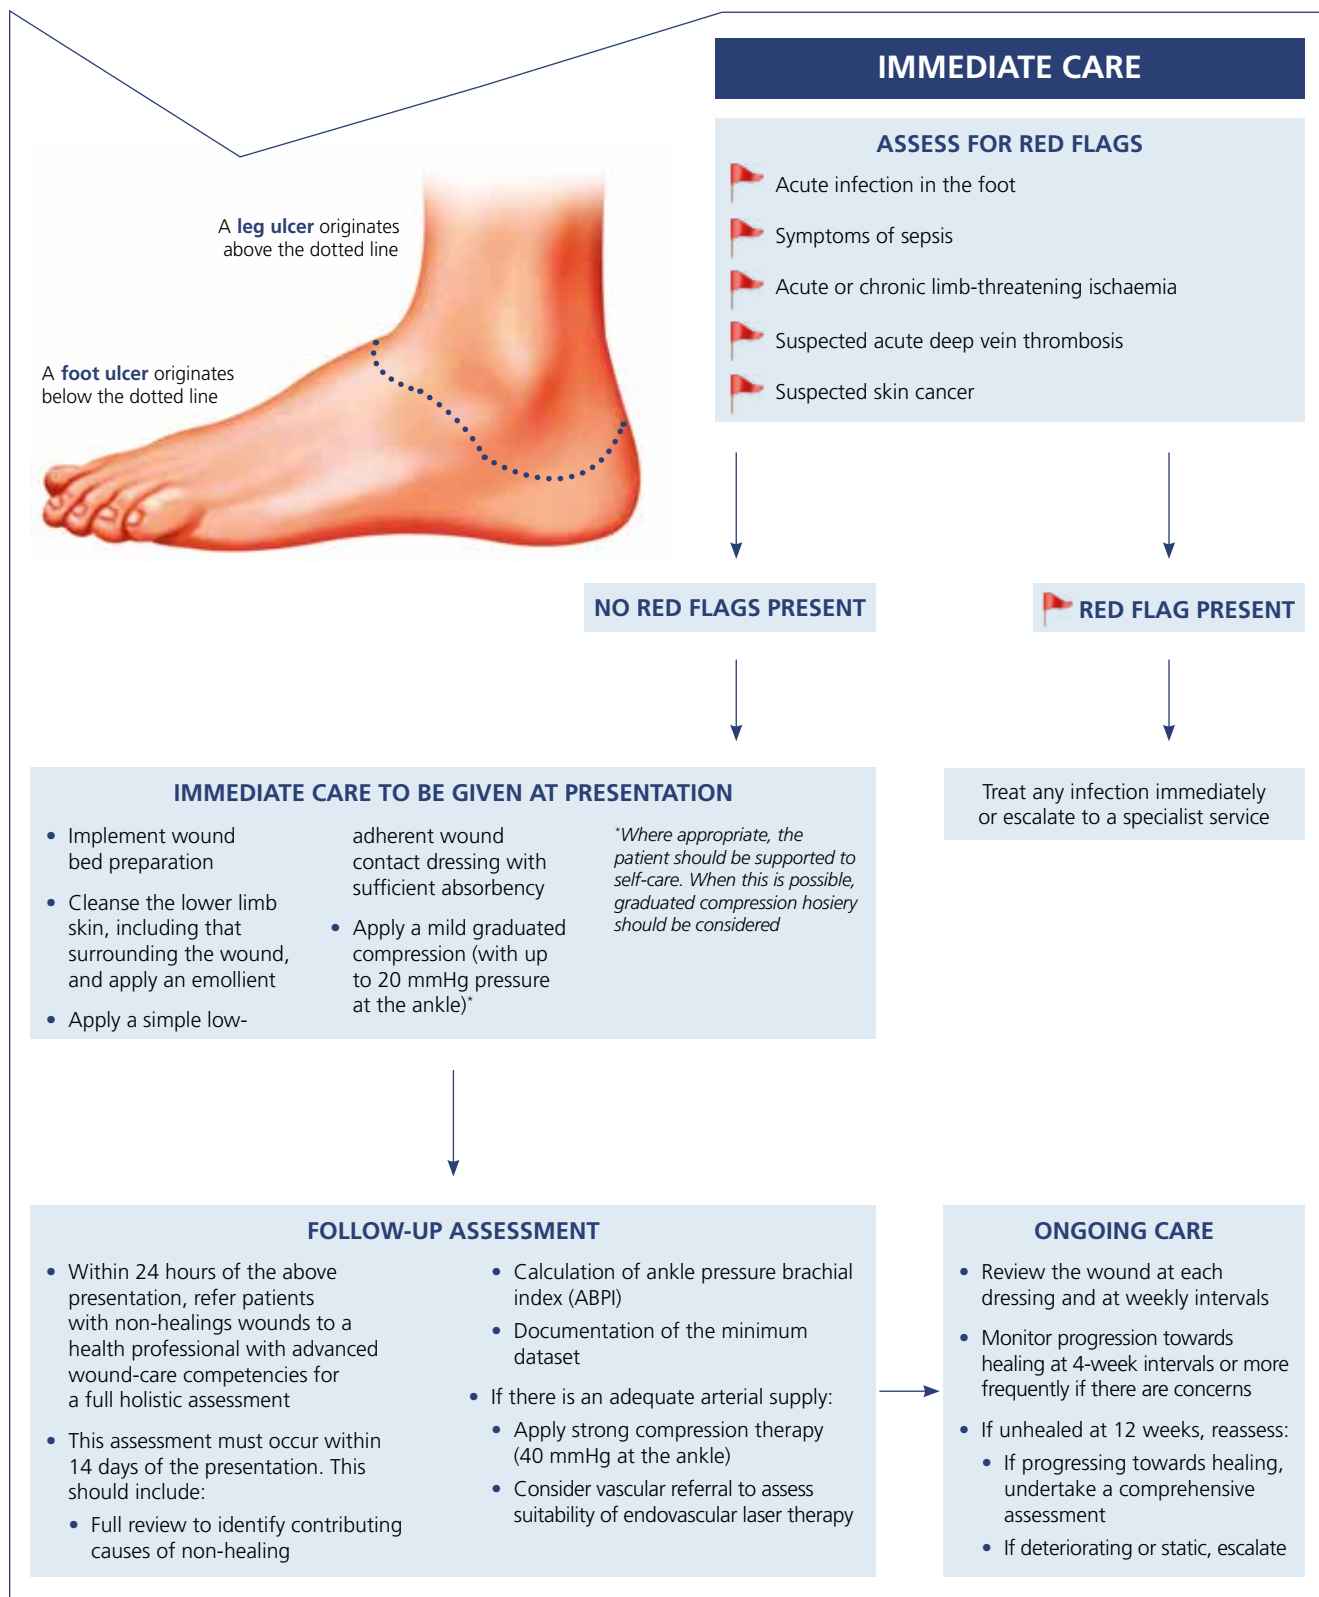 IMMEDIATE CARE
ASSESS FOR RED FLAGS
Acute infection in the foot
Symptoms of sepsis
Acute or chronic limb-threatening ischaemia
Suspected acute deep vein thrombosis
Suspected skin cancer
A leg ulcer originates
above the dotted line
A foot ulcer originates
below the dotted line
NO RED FLAGS PRESENT
RED FLAG PRESENT
IMMEDIATE CARE TO BE GIVEN AT PRESENTATION
• Implement wound
bed preparation
• Cleanse the lower limb
skin, including that
surrounding the wound,
and apply an emollient
• Apply a simple low-
adherent wound
contact dressing with
sufficient absorbency
• Apply a mild graduated
compression (with up
to 20 mmHg pressure
at the ankle)*
*Where appropriate, the
patient should be supported to
self-care. When this is possible,
graduated compression hosiery
should be considered
Treat any infection immediately
or escalate to a specialist service
FOLLOW-UP ASSESSMENT
• Within 24 hours of the above
presentation, refer patients
with non-healings wounds to a
health professional with advanced
wound-care competencies for
a full holistic assessment
• This assessment must occur within
14 days of the presentation. This
should include:
• Full review to identify contributing
causes of non-healing
• Calculation of ankle pressure brachial
index (ABPI)
• Documentation of the minimum
dataset
• If there is an adequate arterial supply:
• Apply strong compression therapy
(40 mmHg at the ankle)
• Consider vascular referral to assess
suitability of endovascular laser therapy
ONGOING CARE
• Review the wound at each
dressing and at weekly intervals
• Monitor progression towards
healing at 4-week intervals or more
frequently if there are concerns
• If unhealed at 12 weeks, reassess:
• If progressing towards healing,
undertake a comprehensive
assessment
• If deteriorating or static, escalate